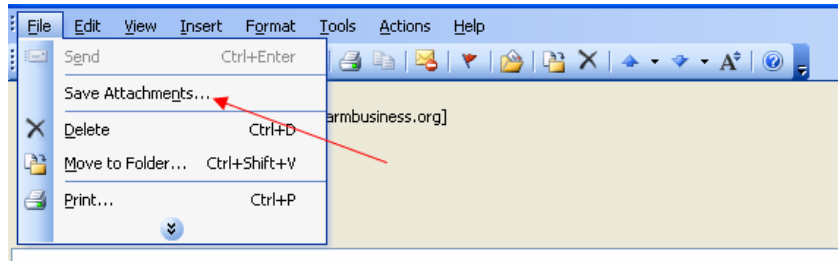 File Edit View Insert Format Tools Actions Help
Send Ctrl+Enter
Save Attachments...
armbusiness.org]
Delete Ctrl+D
Move to Folder... Ctrl+Shift+V
Print... Ctrl+P